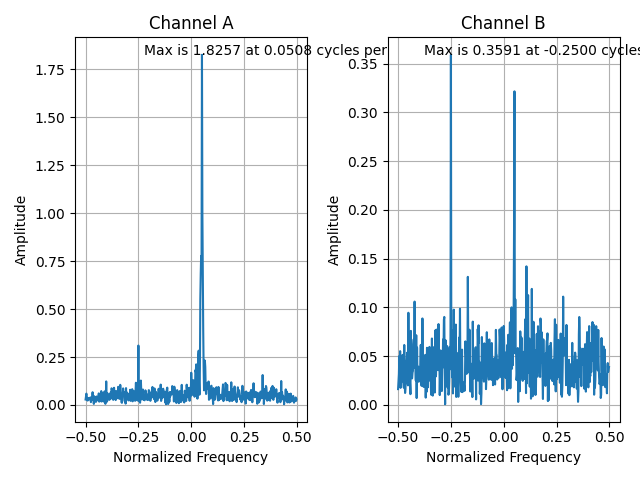 Channel A
Max is 1.8257 at 0.0508 cycles per
1.75
1.50
1.25
1.00
0.75
0.50
0.25
0.00
Amplitude
−0.50 −0.25 0.00 0.25 0.50
Normalized Frequency
Channel B
Max is 0.3591 at -0.2500 cycles
0.35
0.30
0.25
0.20
0.15
0.10
0.05
0.00
Amplitude
−0.50 −0.25 0.00 0.25 0.50
Normalized Frequency